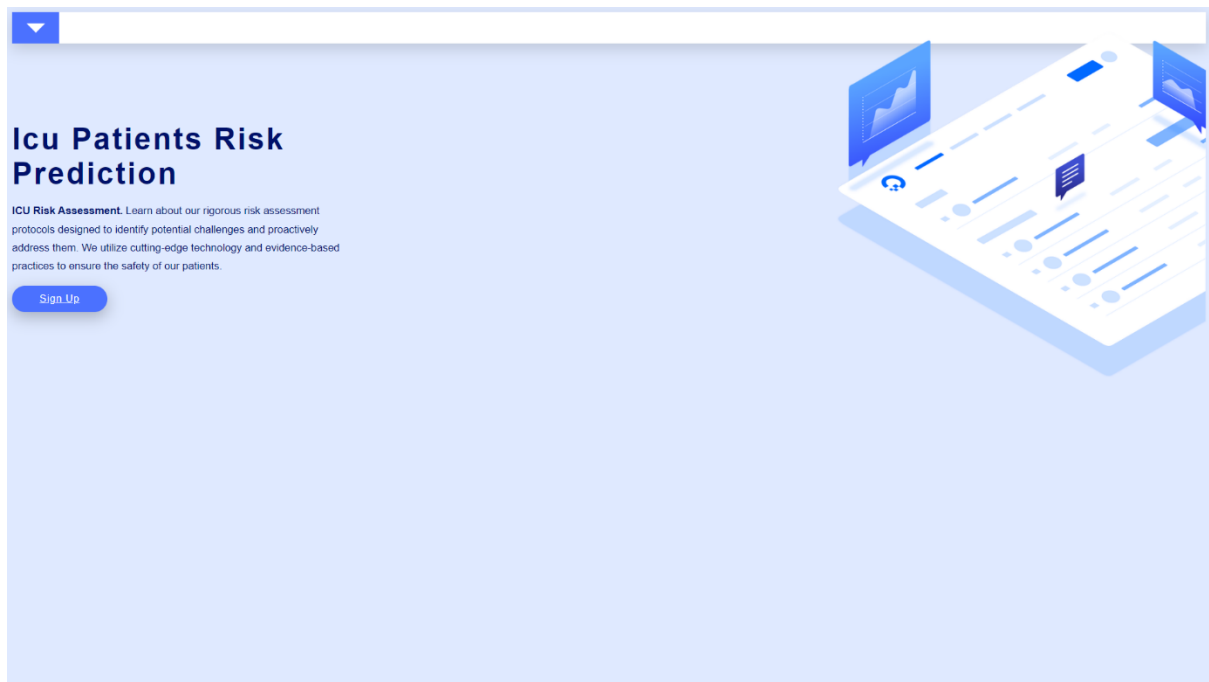 Icu Patients Risk
Prediction
ICU Risk Assessment. Learn about our rigorous risk assessment
protocols designed to identify potential challenges and proactively
address them. We utilize cutting-edge technology and evidence-based
practices to ensure the safety of our patients.
Sign Up